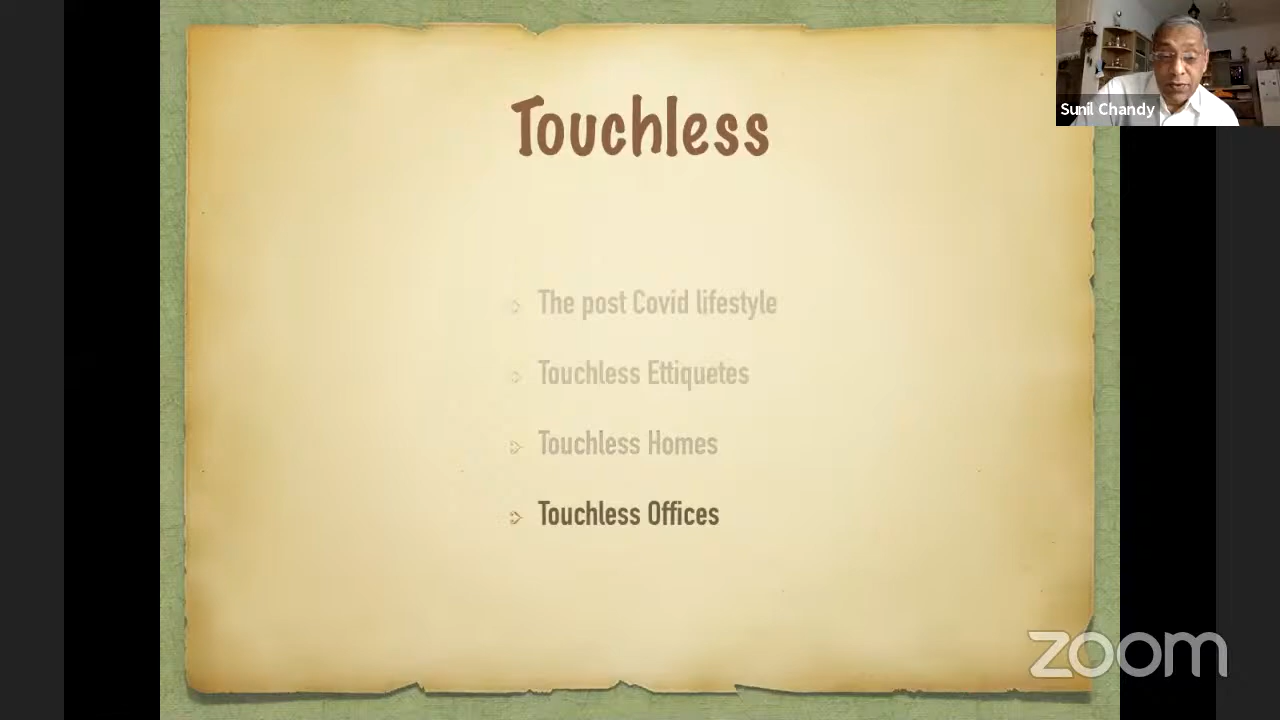 Touchless
Sunil Chandy
The post Covid lifestyle
Touchless Ettiquetes
Touchless Homes
Touchless Offices
zoom